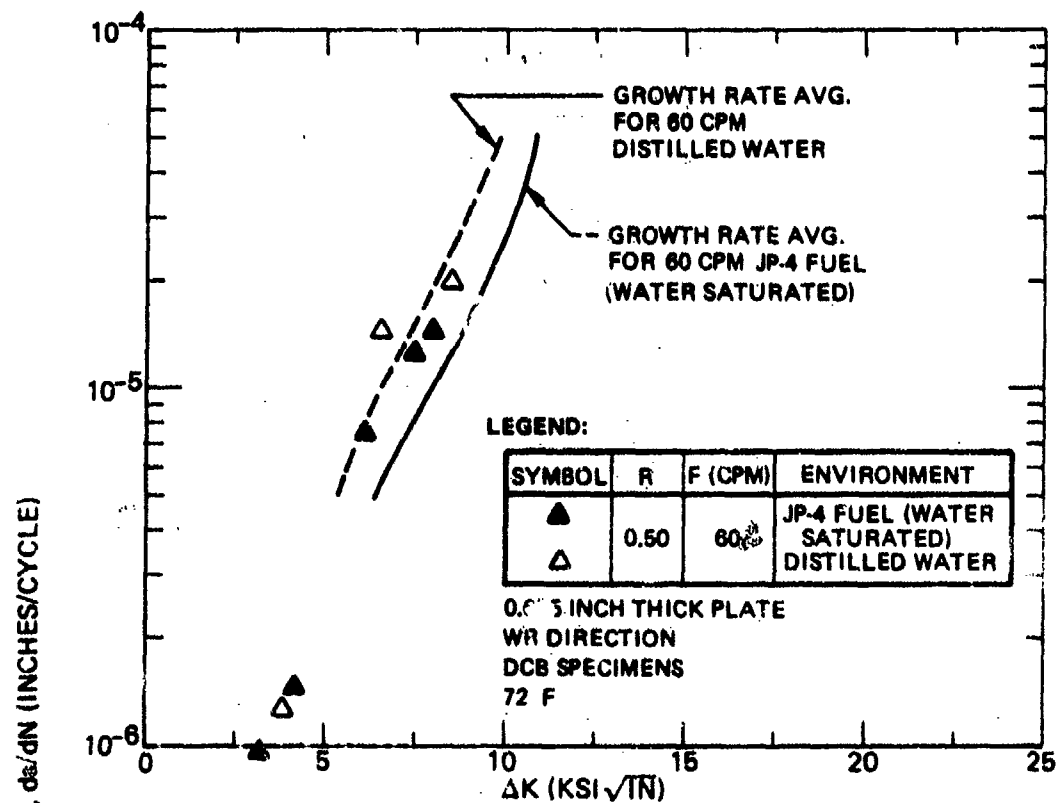 10-4
GROWTH RATE AVG.
FOR 60 CPM
DISTILLED WATER
GROWTH RATE AVG.
FOR 60 CPM JP-4 FUEL
(WATER SATURATED)
10-5
LEGEND:
SYMBOL R F (CPM) ENVIRONMENT
JP-4 FUEL (WATER
SATURATED)
0.50 60
DISTILLED WATER
INCH THICK PLATE
WR DIRECTION
DCB SPECIMENS
72 F
10-6
0 5 10 15 20 25
ΔK (KSI √IN)
, da/dN (INCHES/CYCLE)